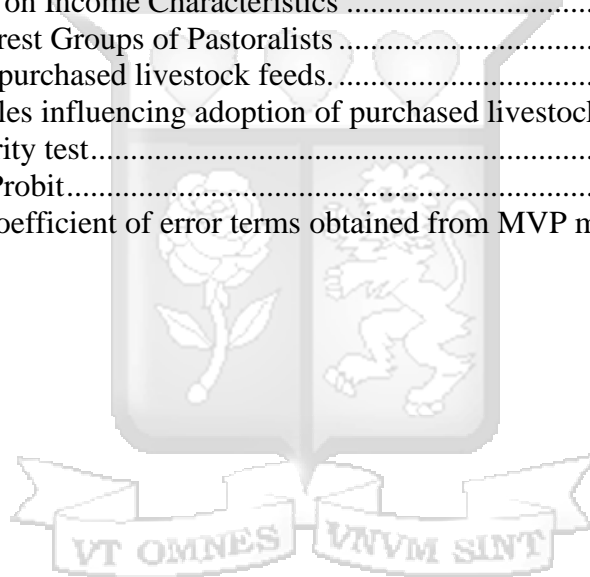 on Income Characteristics ....................................
rest Groups of Pastoralists ....................................
purchased livestock feeds.....................................
les influencing adoption of purchased livestock
rity test...............................................................................
Probit...................................................................................
oefficient of error terms obtained from MVP m
VT OMNES VNVM SINT